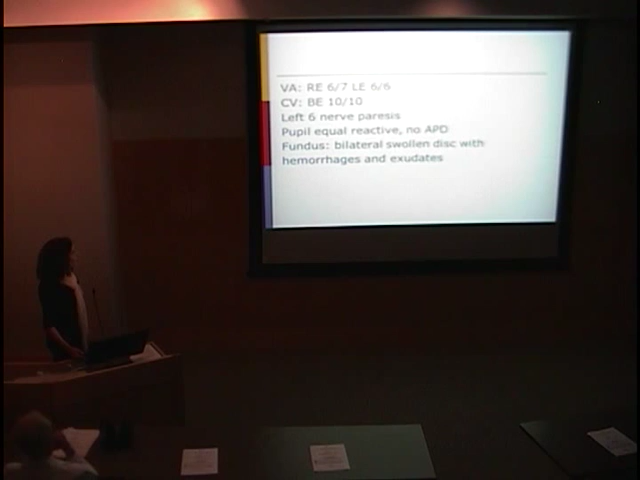 VA: RE 6/7 LE 6/6
CV: BE 10/10
Left 6 nerve paresis
Pupil equal reactive, no APD
Fundus: bilateral swollen disc with
hemorrhages and exudates